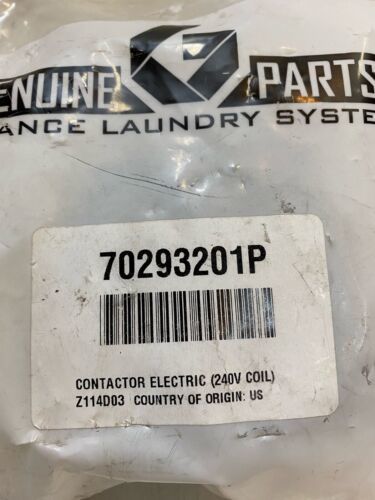 ENUINE PARTS
ANCE LAUNDRY SYSTE
70293201P
CONTACTOR ELECTRIC (240V COIL)
Z114D03 COUNTRY OF ORIGIN: US